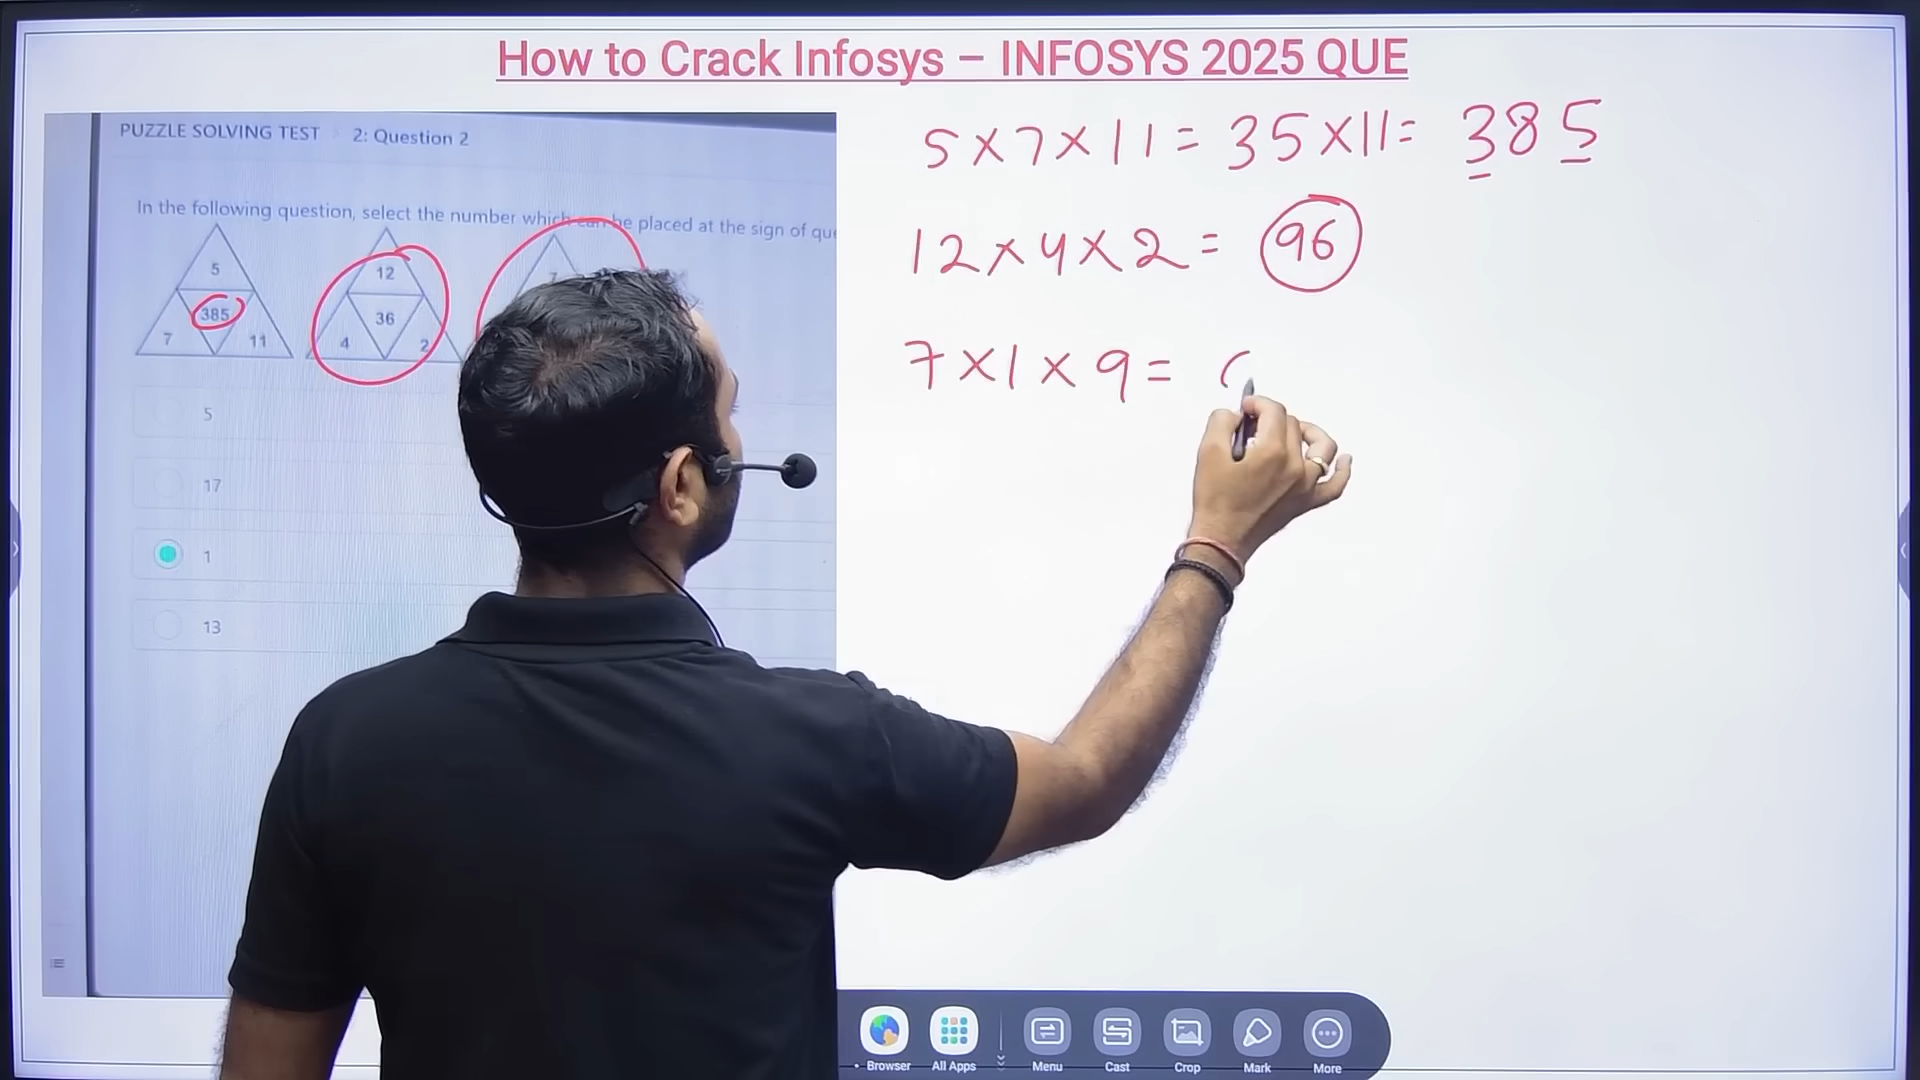 How to Crack Infosys – INFOSYS 2025 QUE
PUZZLE SOLVING TEST 2: Question 2
In the following question, select the number which can be placed at the sign of que
5
385
7 11
12
36
4 2
7
5
17
1
13
5×7×11= 35×11= 385
12×4×2= 96
7×1×9=
Browser All Apps Menu Cast Crop Mark More